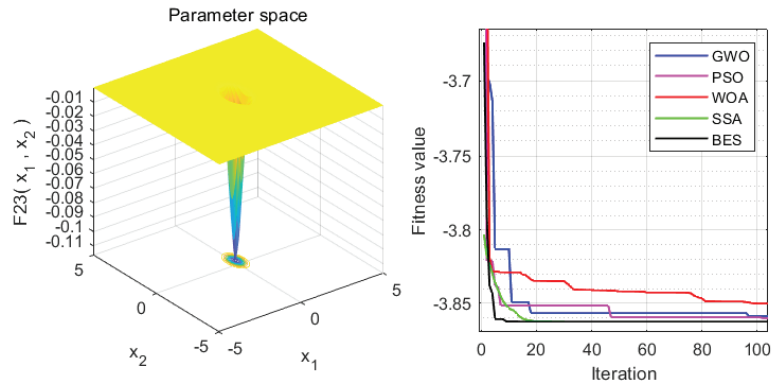 Parameter space
-0.01
-0.02
-0.03
-0.04
-0.05
-0.06
-0.07
-0.08
-0.09
-0.1
-0.11
F23( x1 , x2 )
5
0
-5
x2
-5
0
5
x1
-3.7
-3.75
-3.8
-3.85
Fitness value
GWO
PSO
WOA
SSA
BES
0 20 40 60 80 100
Iteration